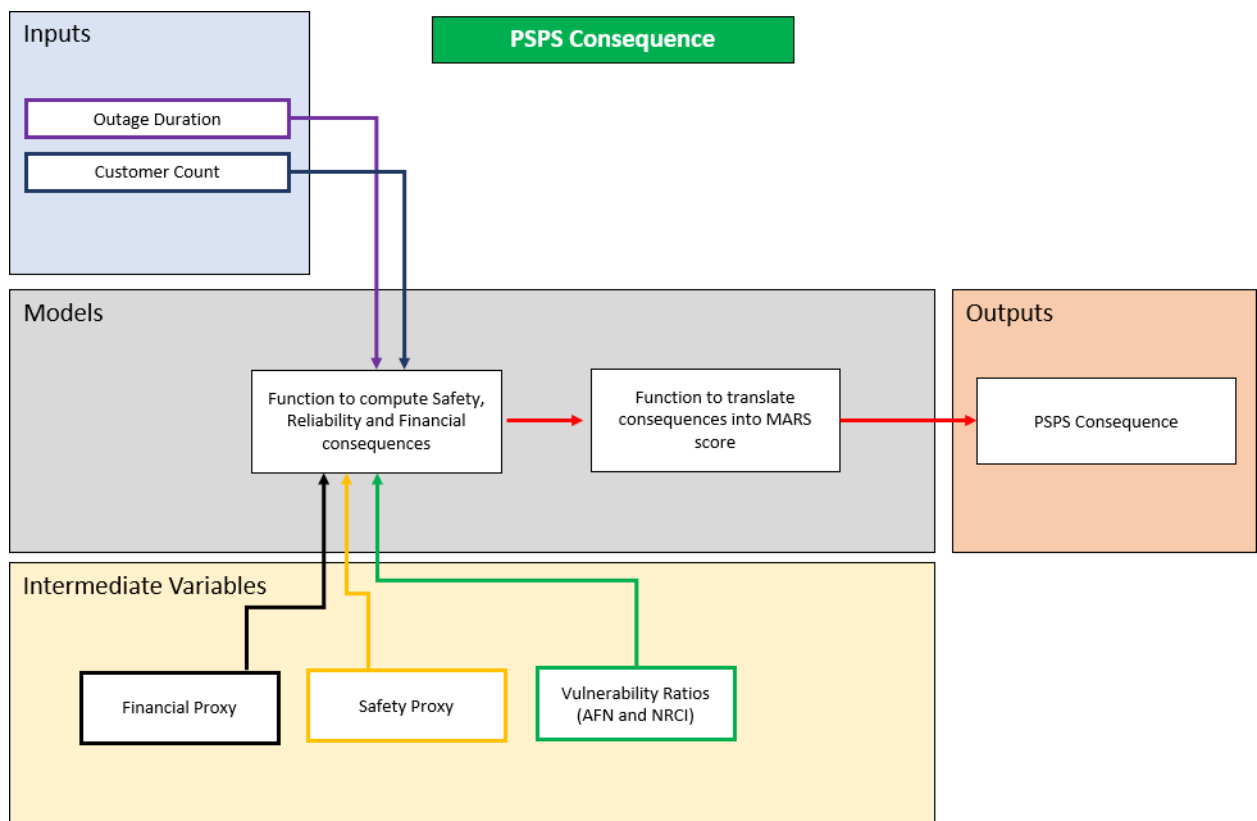 Inputs
PSPS Consequence
Outage Duration
Customer Count
Models
Outputs
Function to compute Safety,
Reliability and Financial
consequences
Function to translate
consequences into MARS
score
PSPS Consequence
Intermediate Variables
Financial Proxy
Safety Proxy
Vulnerability Ratios
(AFN and NRCI)